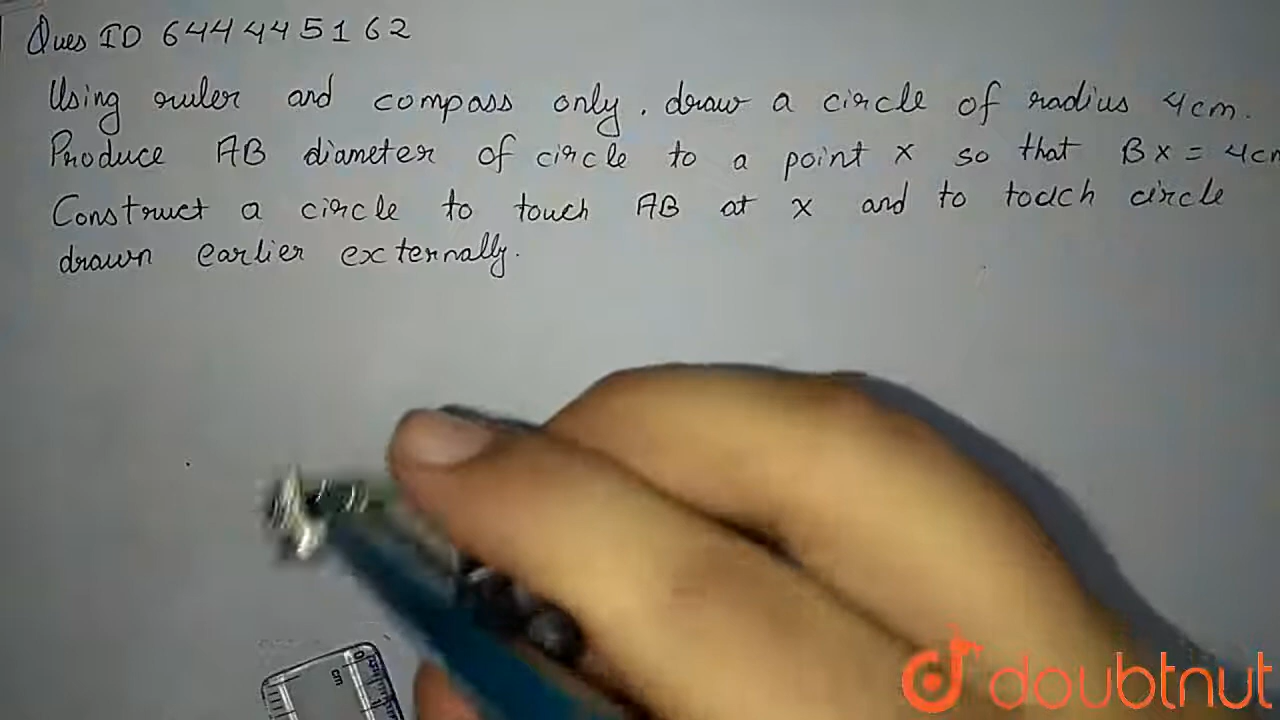 Ques ID 644445162
Using ruler and compass only, draw a circle of radius 4cm.
Produce AB diameter of circle to a point X so that BX = 4cm
Construct a circle to touch AB at X and to touch circle
drawn earlier externally.
0
cm
doubtnut